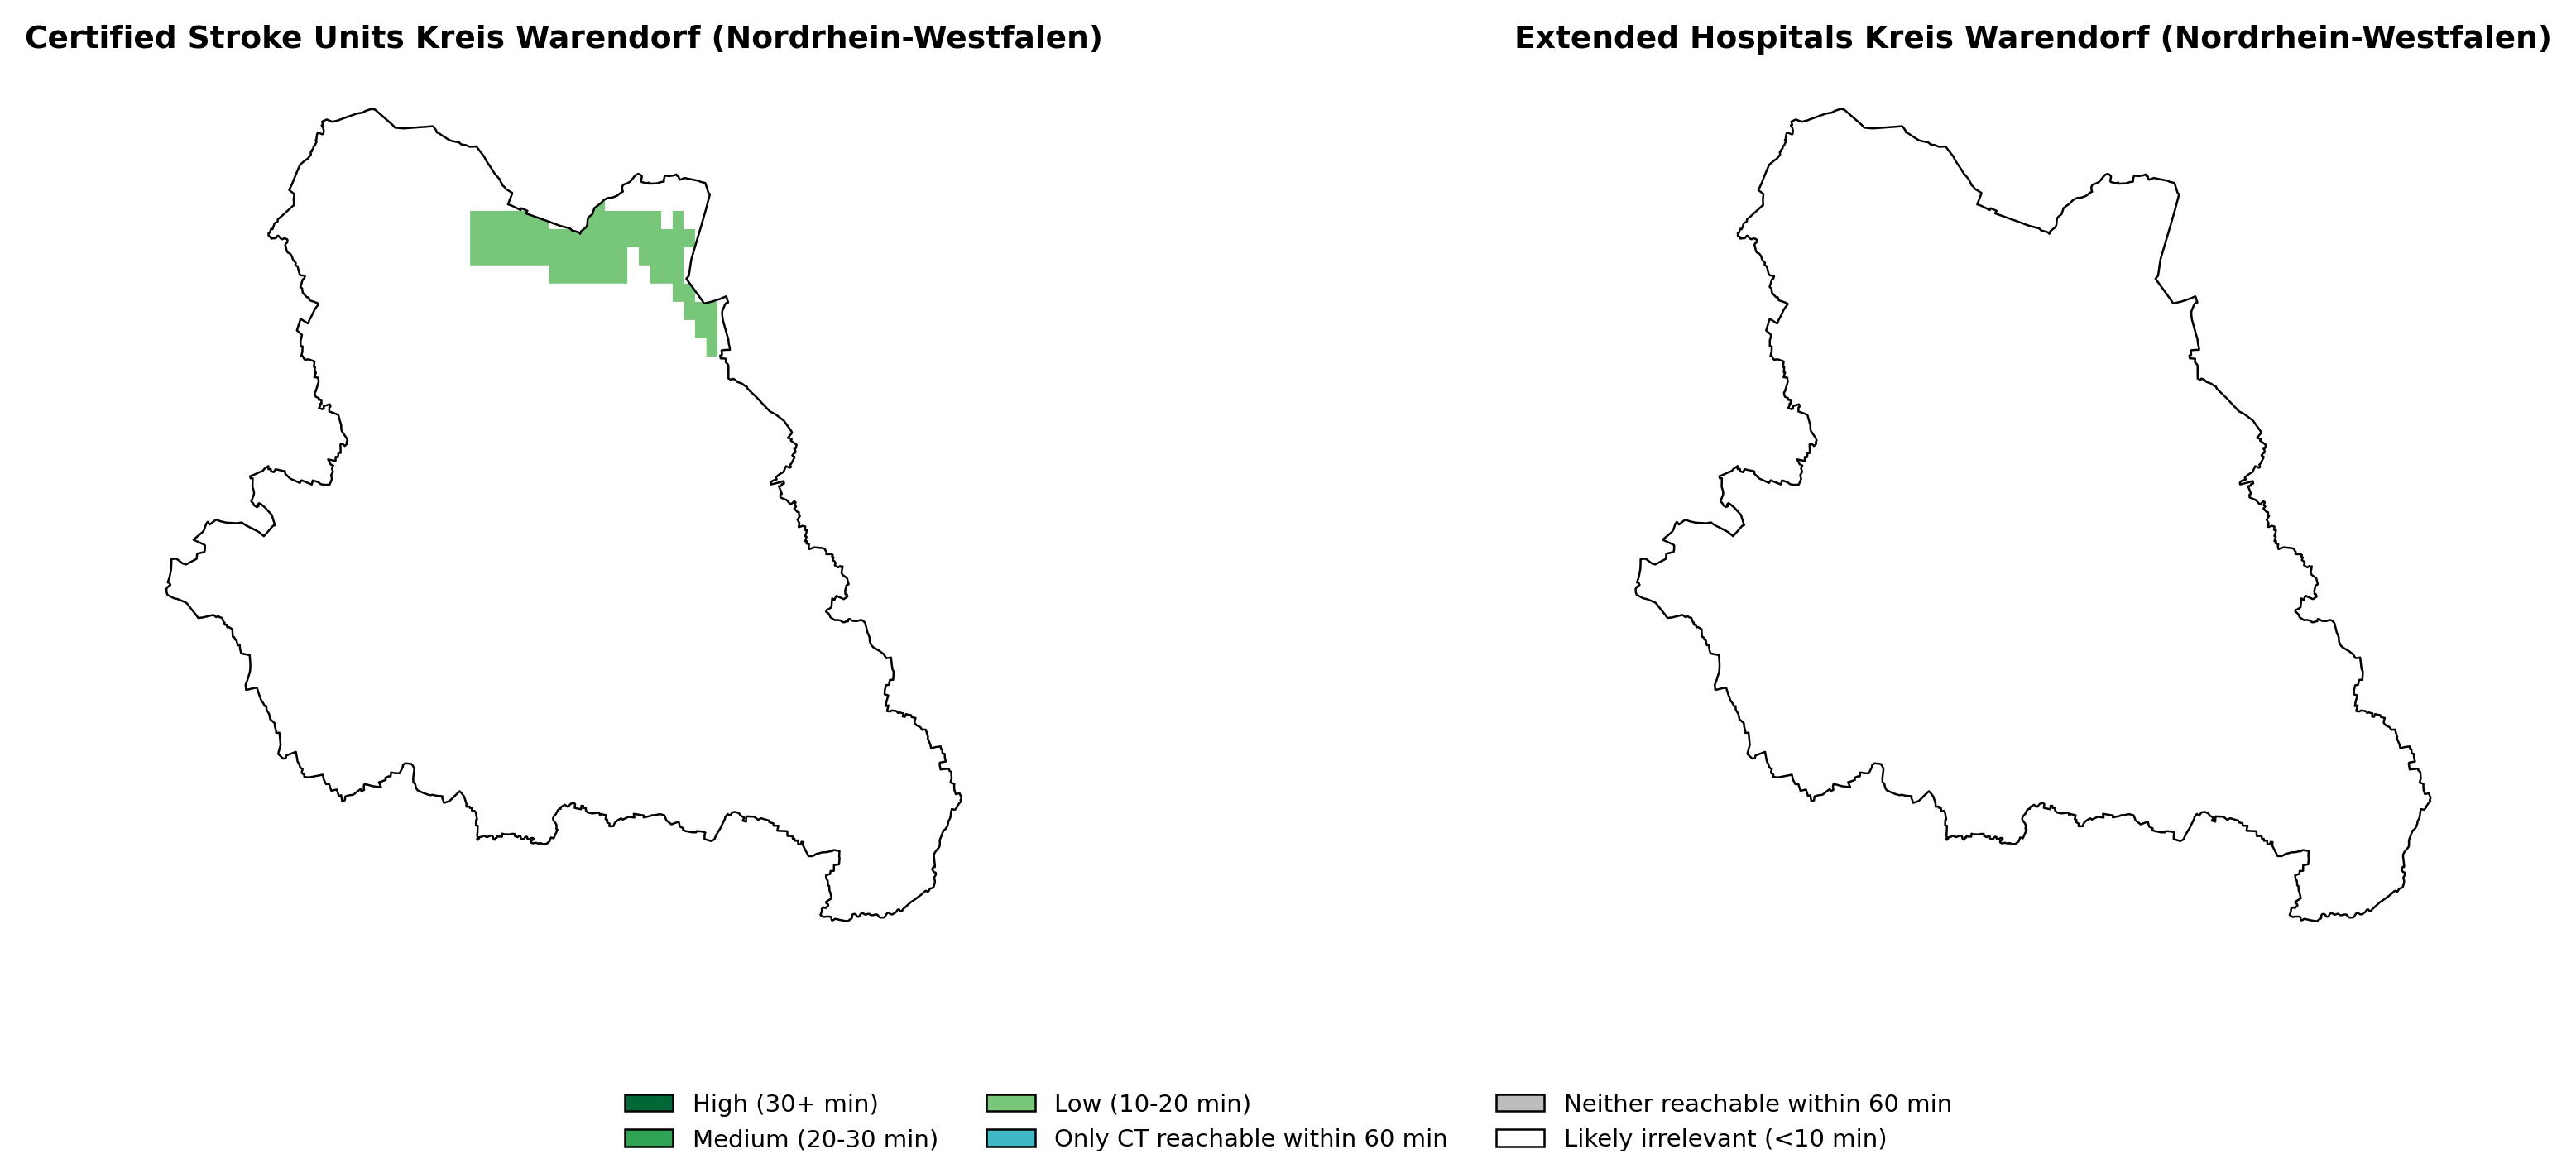 Certified Stroke Units Kreis Warendorf (Nordrhein-Westfalen)
Extended Hospitals Kreis Warendorf (Nordrhein-Westfalen)
High (30+ min)
Medium (20-30 min)
Low (10-20 min)
Only CT reachable within 60 min
Neither reachable within 60 min
Likely irrelevant (<10 min)